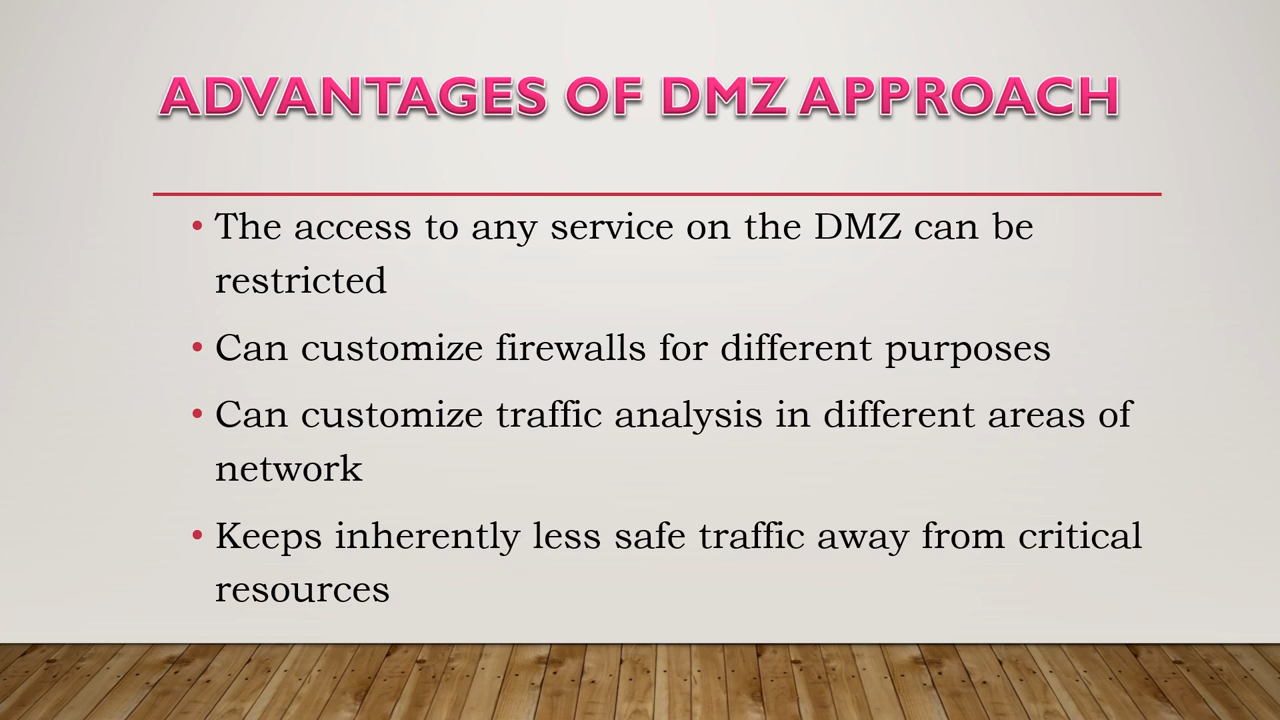 ADVANTAGES OF DMZ APPROACH
• The access to any service on the DMZ can be
restricted
• Can customize firewalls for different purposes
• Can customize traffic analysis in different areas of
network
• Keeps inherently less safe traffic away from critical
resources